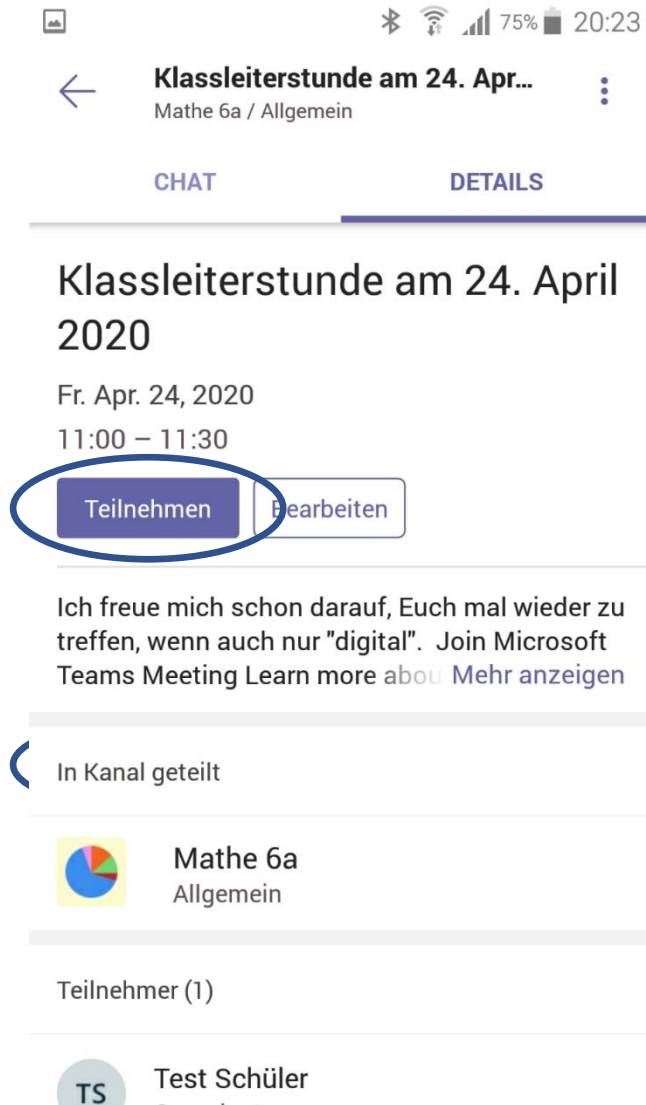 75% 20:23
Klassleiterstunde am 24. Apr...
Mathe 6a / Allgemein
CHAT DETAILS
Klassleiterstunde am 24. April
2020
Fr. Apr. 24, 2020
11:00 – 11:30
Teilnehmen Bearbeiten
Ich freue mich schon darauf, Euch mal wieder zu
treffen, wenn auch nur "digital". Join Microsoft
Teams Meeting Learn more abou Mehr anzeigen
In Kanal geteilt
Mathe 6a
Allgemein
Teilnehmer (1)
TS Test Schüler